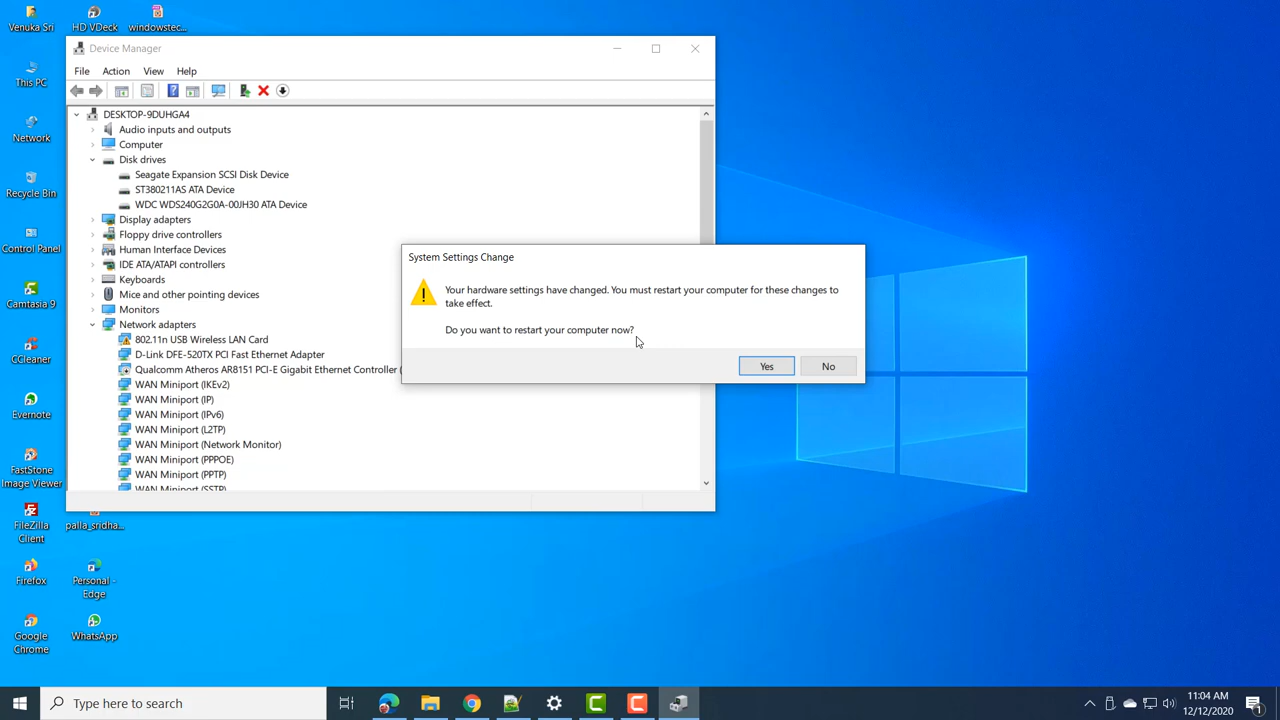 Venuka Sri
HD VDeck
windowstec...
This PC
Network
Recycle Bin
Control Panel
Camtasia 9
CCleaner
Evernote
FastStone
Image Viewer
FileZilla
Client
palla_sridha...
Firefox
Personal -
Edge
Google
Chrome
WhatsApp
Device Manager
File Action View Help
DESKTOP-9DUHGA4
Audio inputs and outputs
Computer
Disk drives
Seagate Expansion SCSI Disk Device
ST380211AS ATA Device
WDC WDS240G2G0A-00JH30 ATA Device
Display adapters
Floppy drive controllers
Human Interface Devices
IDE ATA/ATAPI controllers
Keyboards
Mice and other pointing devices
Monitors
Network adapters
802.11n USB Wireless LAN Card
D-Link DFE-520TX PCI Fast Ethernet Adapter
Qualcomm Atheros AR8151 PCI-E Gigabit Ethernet Controller (
WAN Miniport (IKEv2)
WAN Miniport (IP)
WAN Miniport (IPv6)
WAN Miniport (L2TP)
WAN Miniport (Network Monitor)
WAN Miniport (PPPOE)
WAN Miniport (PPTP)
WAN Miniport (SSTP)
System Settings Change
Your hardware settings have changed. You must restart your computer for these changes to
take effect.
Do you want to restart your computer now?
Yes No
Type here to search
11:04 AM
12/12/2020
1